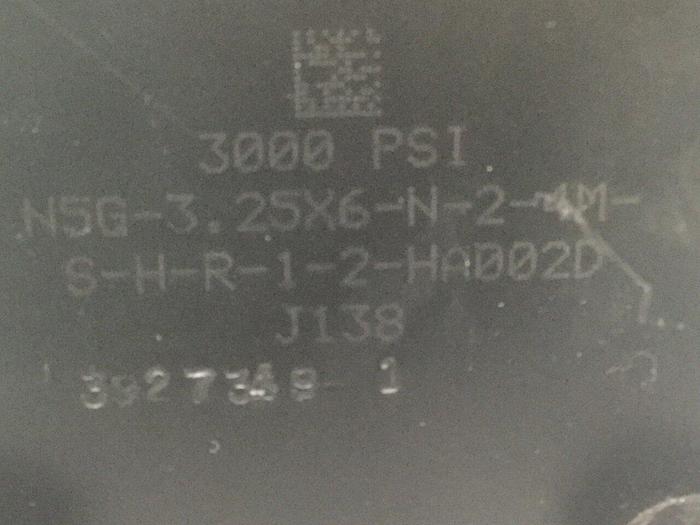 3000 PSI
N5G-3.25X6-N-2-4M-
S-H-R-1-2-HA002D
J138